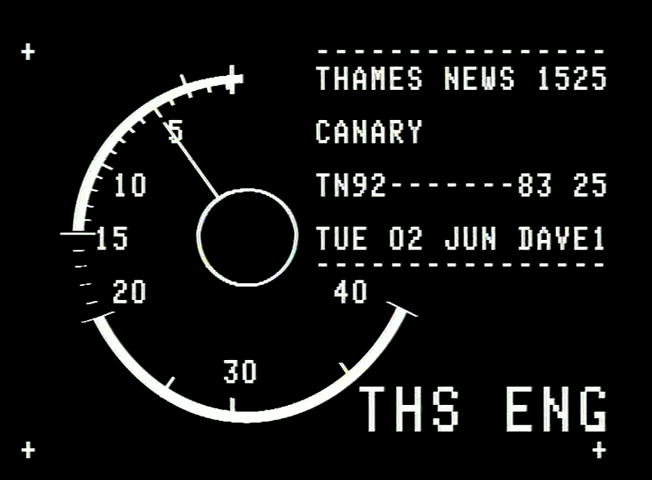 ----------------
THAMES NEWS 1525
CANARY
TN92-------83 25
TUE 02 JUN DAVE1
----------------
5
10
15
20
30
40
THS ENG